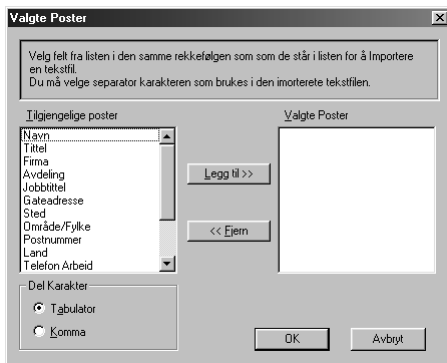 Valgte Poster
Velg felt fra listen i den samme rekkefølgen som som de står i listen for å Importere
en tekstfil.
Du må velge separator karakteren som brukes i den imorterete tekstfilen.
Tilgjengelige poster
Valgte Poster
Navn
Tittel
Firma
Avdeling
Jobbtittel
Gateadresse
Sted
Område/Fylke
Postnummer
Land
Telefon Arbeid
Legg til >>
<< Fjern
Del Karakter
Tabulator
Komma
OK
Avbryt